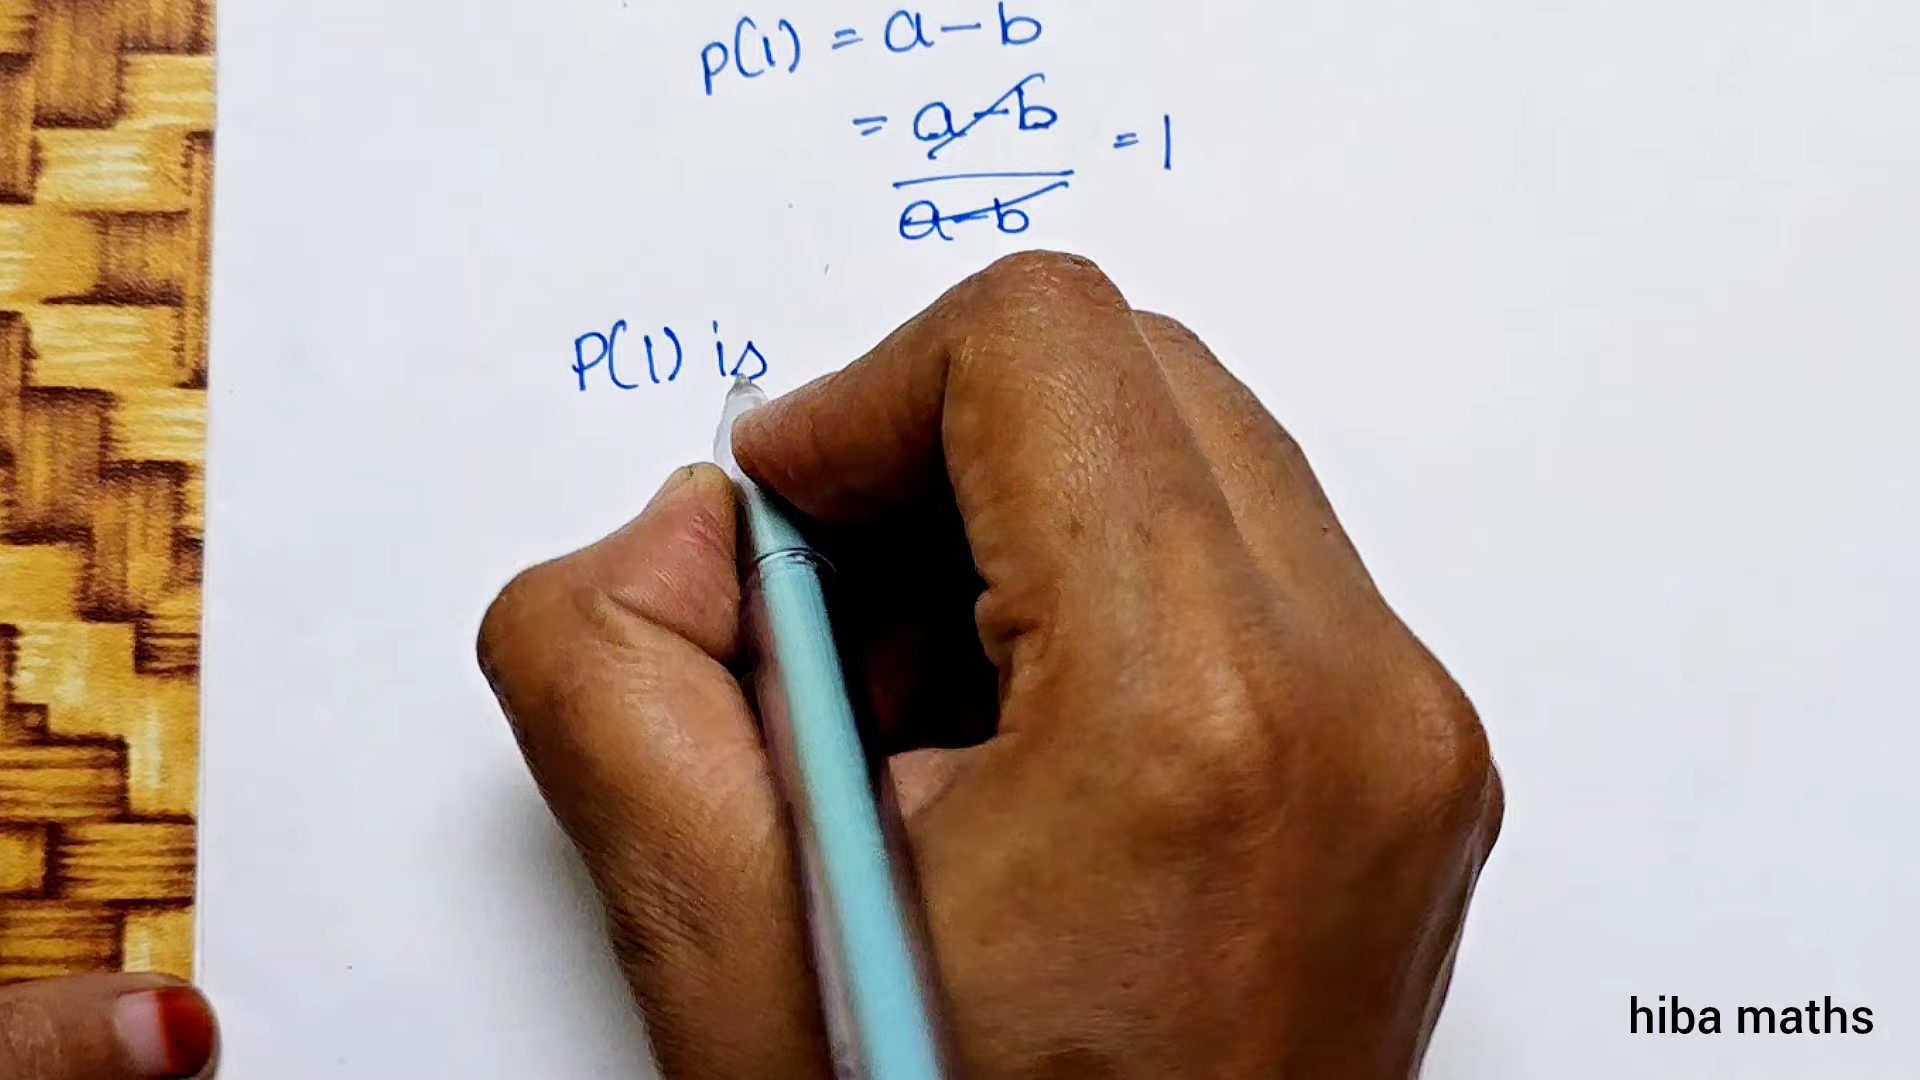 P(1) = a - b
= a - b / a - b = 1
P(1) is
hiba maths